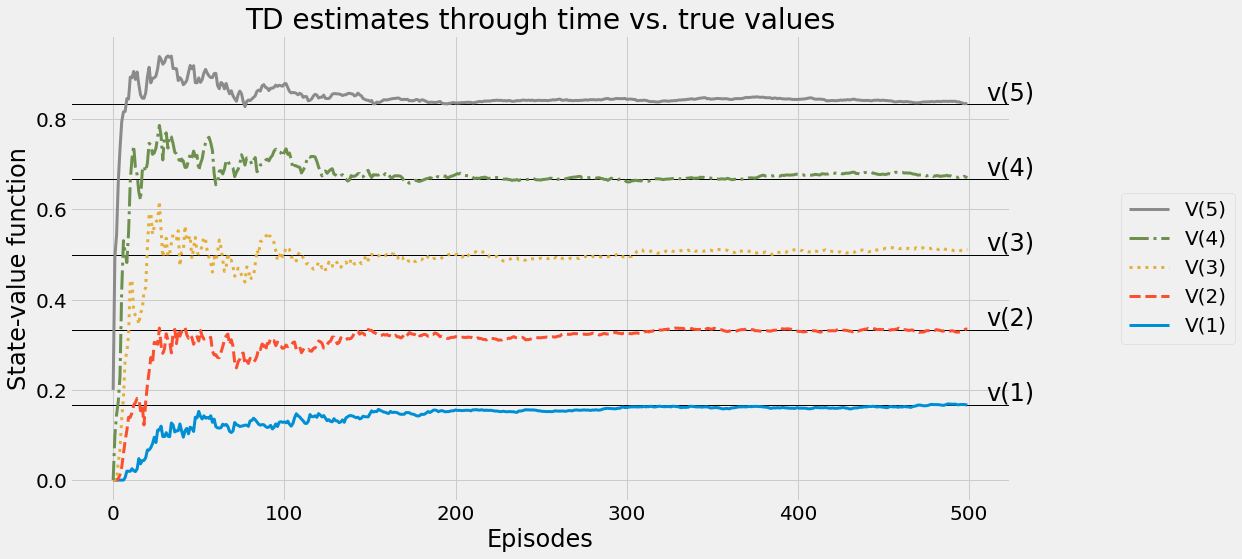 TD estimates through time vs. true values
State-value function
0.8
0.6
0.4
0.2
0.0
0 100 200 300 400 500
Episodes
v(5)
v(4)
v(3)
v(2)
v(1)
V(5)
V(4)
V(3)
V(2)
V(1)